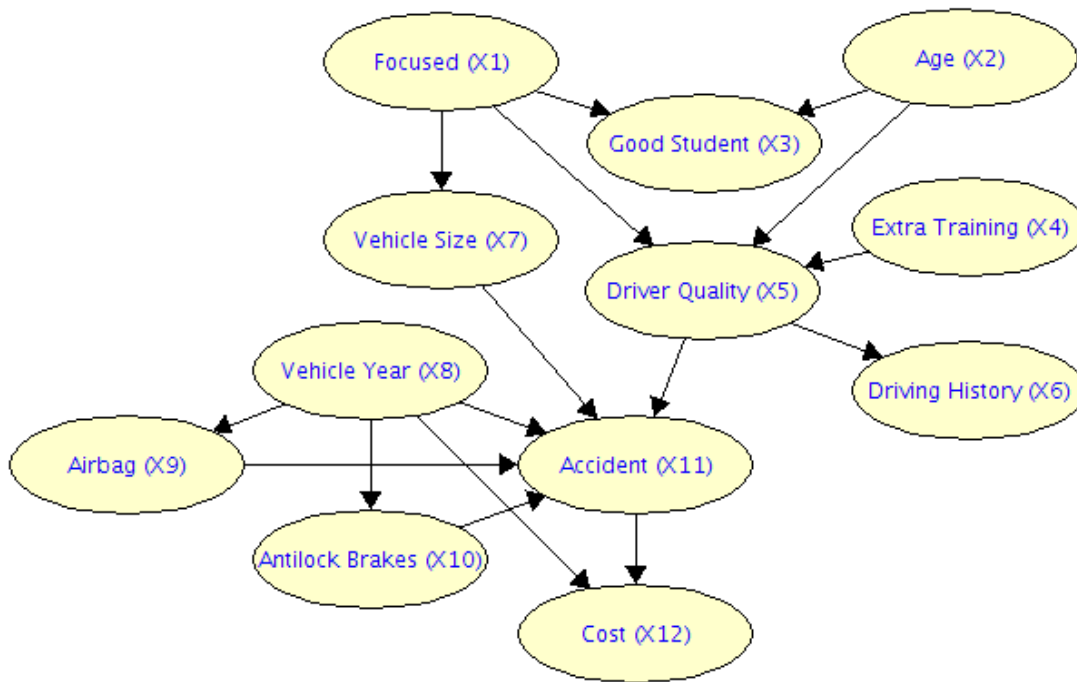 Focused (X1)
Age (X2)
Good Student (X3)
Extra Training (X4)
Vehicle Size (X7)
Driver Quality (X5)
Vehicle Year (X8)
Driving History (X6)
Airbag (X9)
Accident (X11)
Antilock Brakes (X10)
Cost (X12)